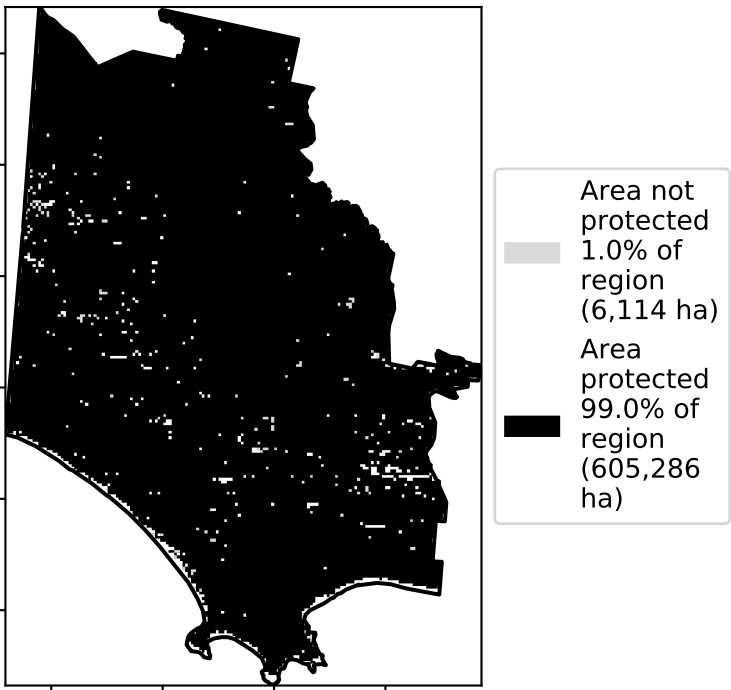 Area not
protected
1.0% of
region
(6,114 ha)
Area
protected
99.0% of
region
(605,286
ha)